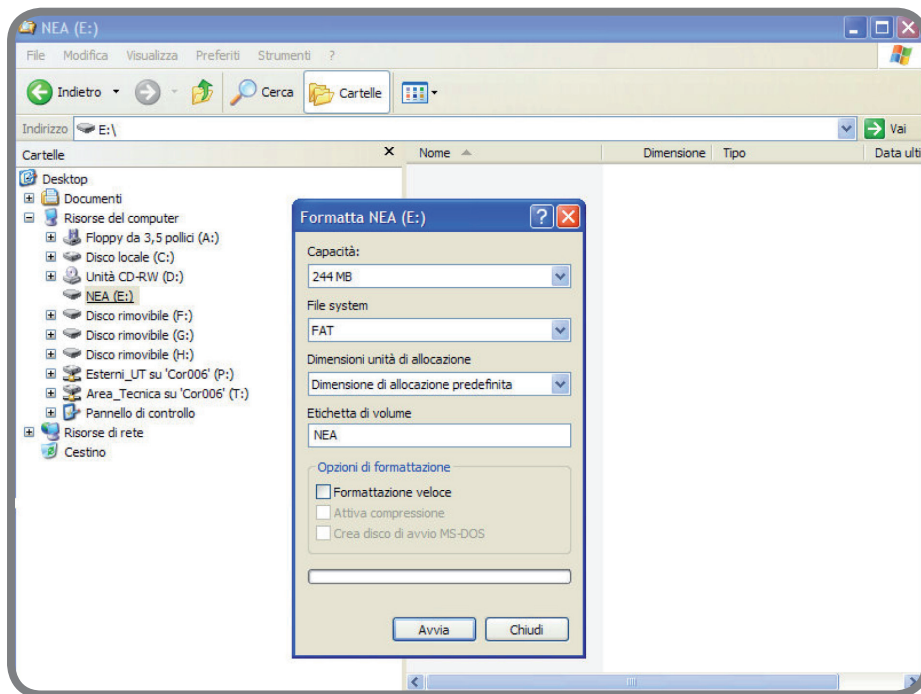 NEA (E:)
File Modifica Visualizza Preferiti Strumenti ?
Indietro Cerca Cartelle
Indirizzo E:\ Vai
Cartelle Nome Dimensione Tipo Data ulti
Desktop
Documenti
Risorse del computer
Floppy da 3,5 pollici (A:)
Disco locale (C:)
Unità CD-RW (D:)
NEA (E:)
Disco rimovibile (F:)
Disco rimovibile (G:)
Disco rimovibile (H:)
Esterni_UT su 'Cor006' (P:)
Area_Tecnica su 'Cor006' (T:)
Pannello di controllo
Risorse di rete
Cestino
Formatta NEA (E:)
Capacità:
244 MB
File system
FAT
Dimensioni unità di allocazione
Dimensione di allocazione predefinita
Etichetta di volume
NEA
Opzioni di formattazione
Formattazione veloce
Attiva compressione
Crea disco di avvio MS-DOS
Avvia Chiudi